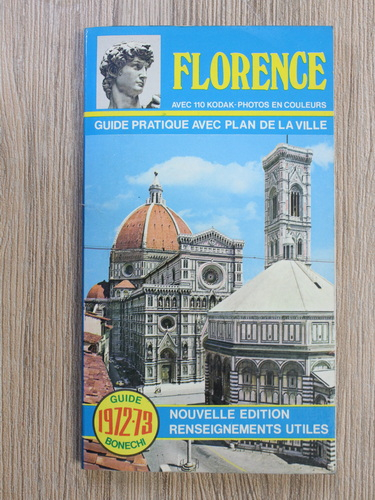 FLORENCE
AVEC 110 KODAK-PHOTOS EN COULEURS
GUIDE PRATIQUE AVEC PLAN DE LA VILLE
GUIDE
1972-73
BONECHI
NOUVELLE EDITION
RENSEIGNEMENTS UTILES